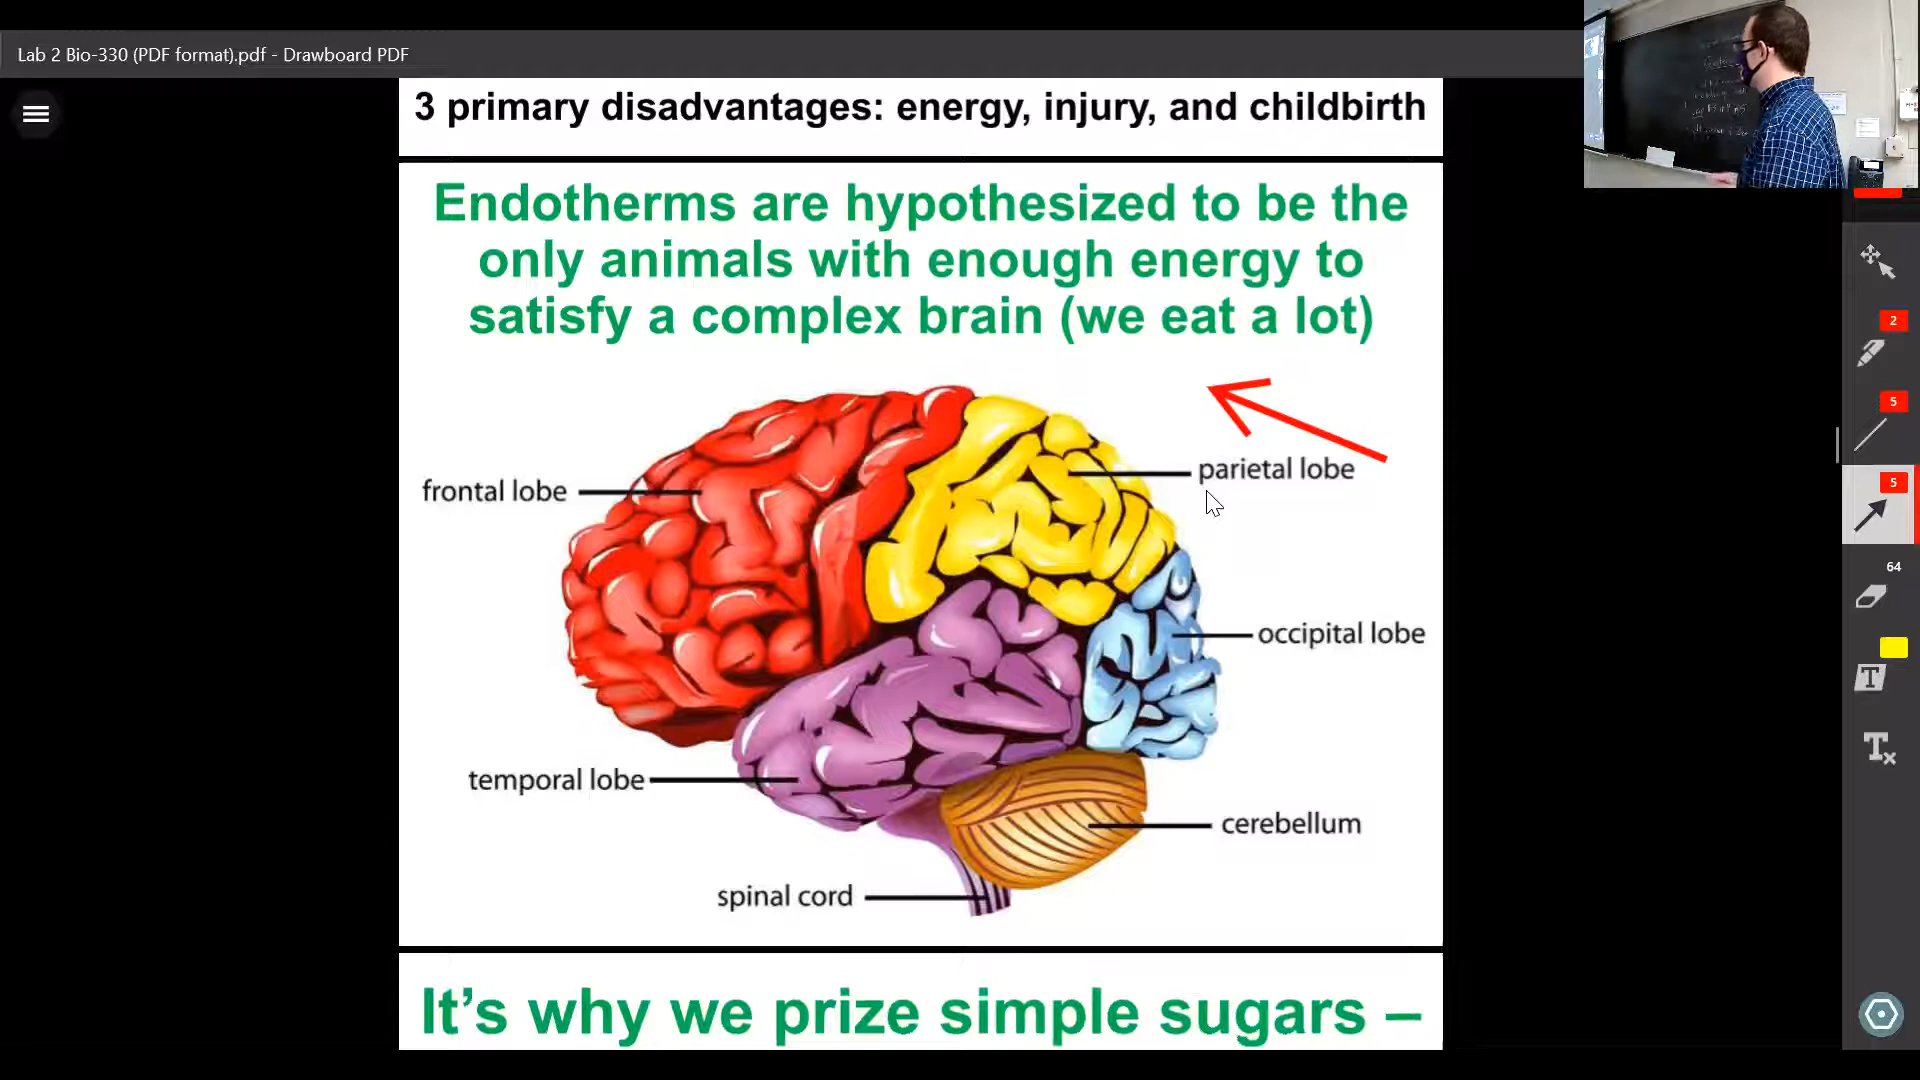 Lab 2 Bio-330 (PDF format).pdf - Drawboard PDF
3 primary disadvantages: energy, injury, and childbirth
Endotherms are hypothesized to be the
only animals with enough energy to
satisfy a complex brain (we eat a lot)
parietal lobe
frontal lobe
occipital lobe
temporal lobe
cerebellum
spinal cord
It's why we prize simple sugars –
2
5
5
64
T
Tx